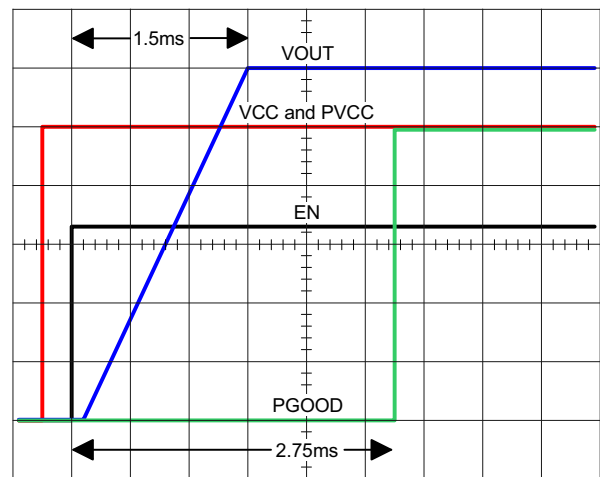 1.5ms
VOUT
VCC and PVCC
EN
PGOOD
2.75ms